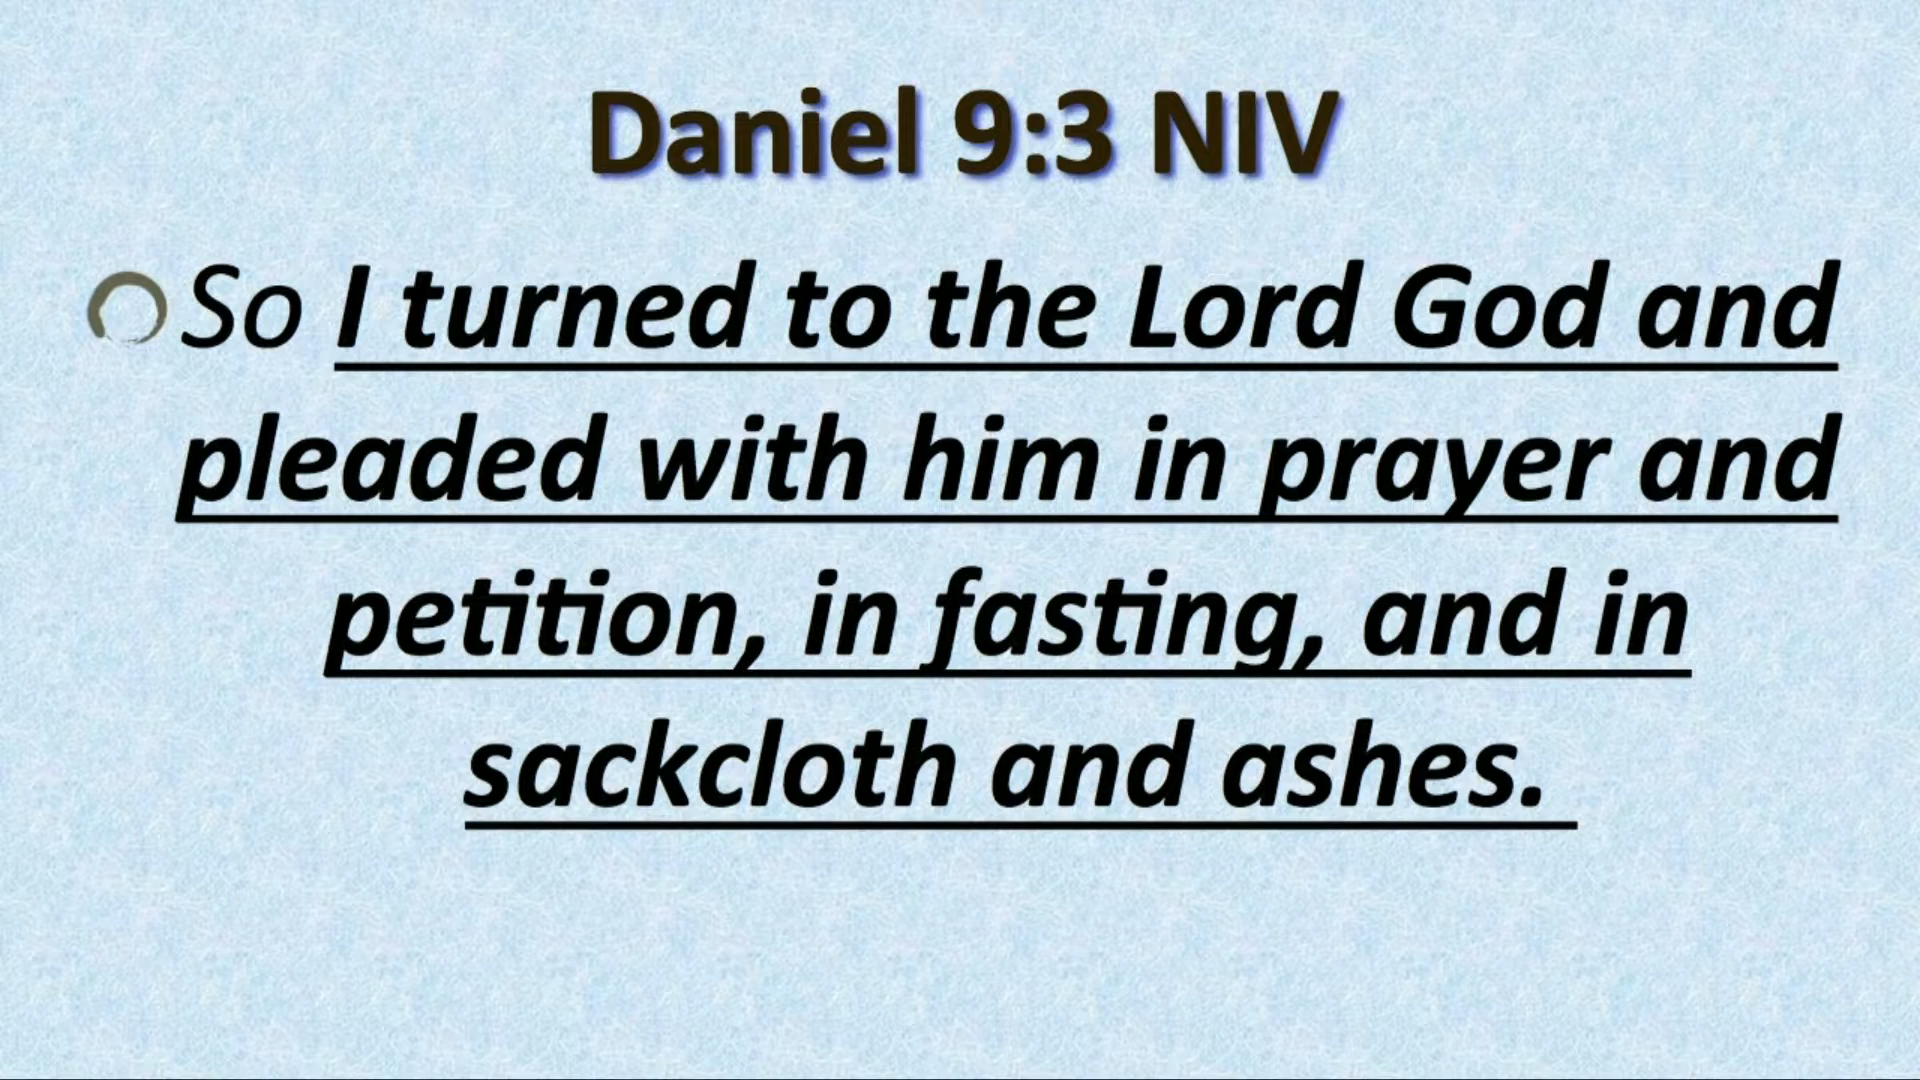 Daniel 9:3 NIV
So I turned to the Lord God and
pleaded with him in prayer and
petition, in fasting, and in
sackcloth and ashes.